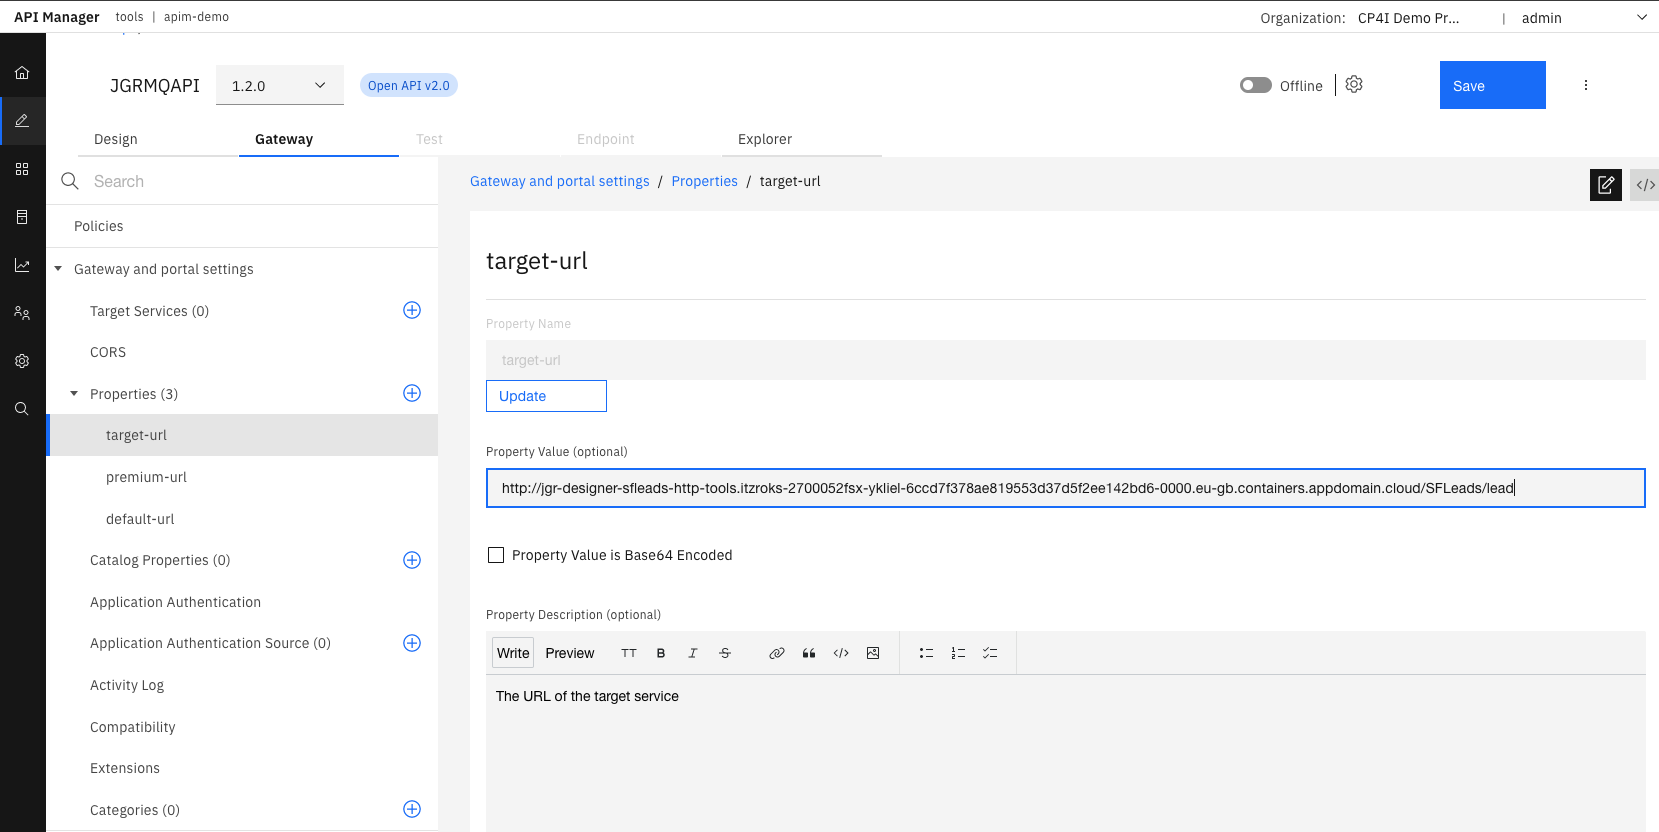 API Manager tools | apim-demo Organization: CP4I Demo Pr... | admin
JGRMQAPI 1.2.0 Open API v2.0 Offline Save
Design Gateway Test Endpoint Explorer
Search
Gateway and portal settings / Properties / target-url
Policies
Gateway and portal settings
Target Services (0)
CORS
Properties (3)
target-url
premium-url
default-url
Catalog Properties (0)
Application Authentication
Application Authentication Source (0)
Activity Log
Compatibility
Extensions
Categories (0)
target-url
Property Name
target-url
Update
Property Value (optional)
http://jgr-designer-sfleads-http-tools.itzroks-2700052fsx-ykliel-6ccd7f378ae819553d37d5f2ee142bd6-0000.eu-gb.containers.appdomain.cloud/SFLeads/lead
Property Value is Base64 Encoded
Property Description (optional)
Write Preview TT B I S
The URL of the target service